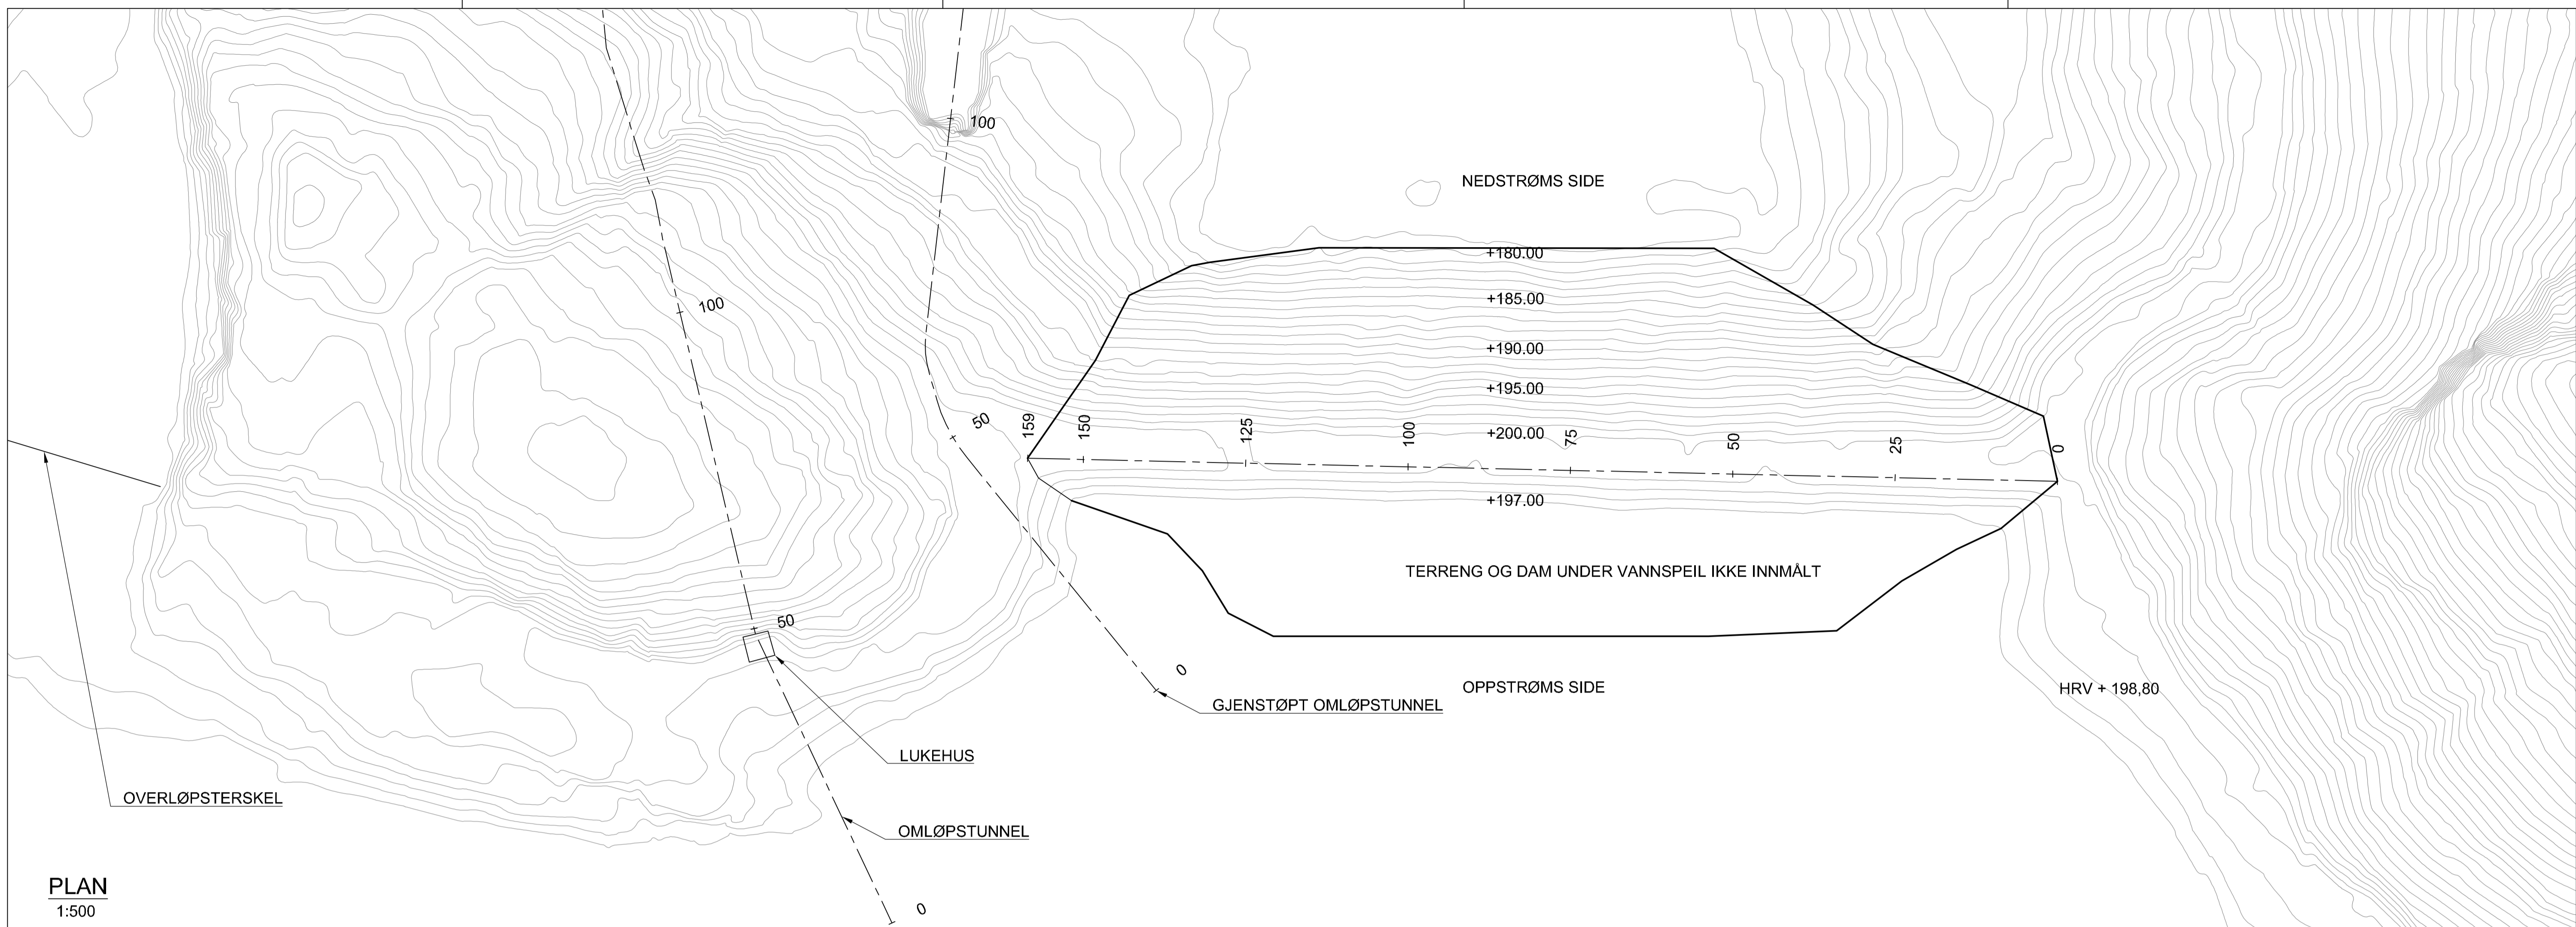 100
NEDSTRØMS SIDE
+180.00
+185.00
100
+190.00
+195.00
50
159
150
125
100
+200.00
75
50
25
0
+197.00
TERRENG OG DAM UNDER VANNSPEIL IKKE INNMÅLT
50
0
OPPSTRØMS SIDE
HRV + 198,80
GJENSTØPT OMLØPSTUNNEL
LUKEHUS
OVERLØPSTERSKEL
OMLØPSTUNNEL
PLAN
1:500
0